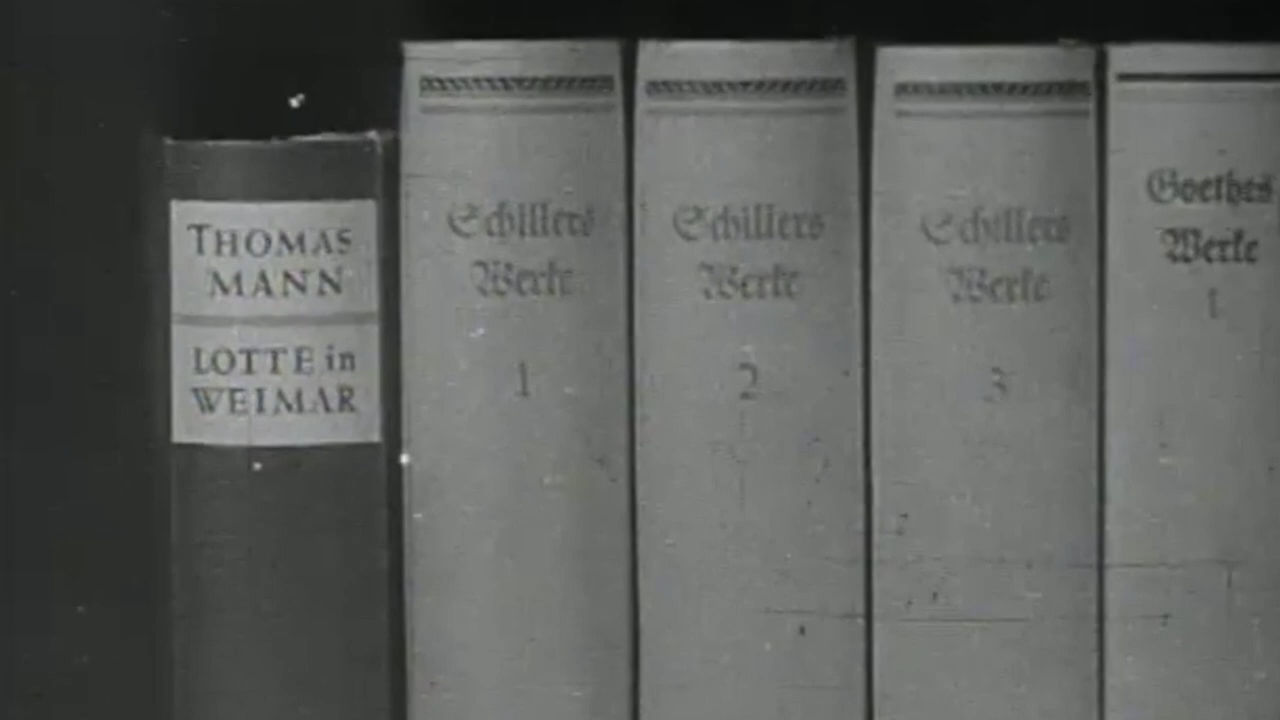 THOMAS
MANN
LOTTE in
WEIMAR
Schillers
Werke
1
Schillers
Werke
2
Schillers
Werke
3
Goethes
Werke
1